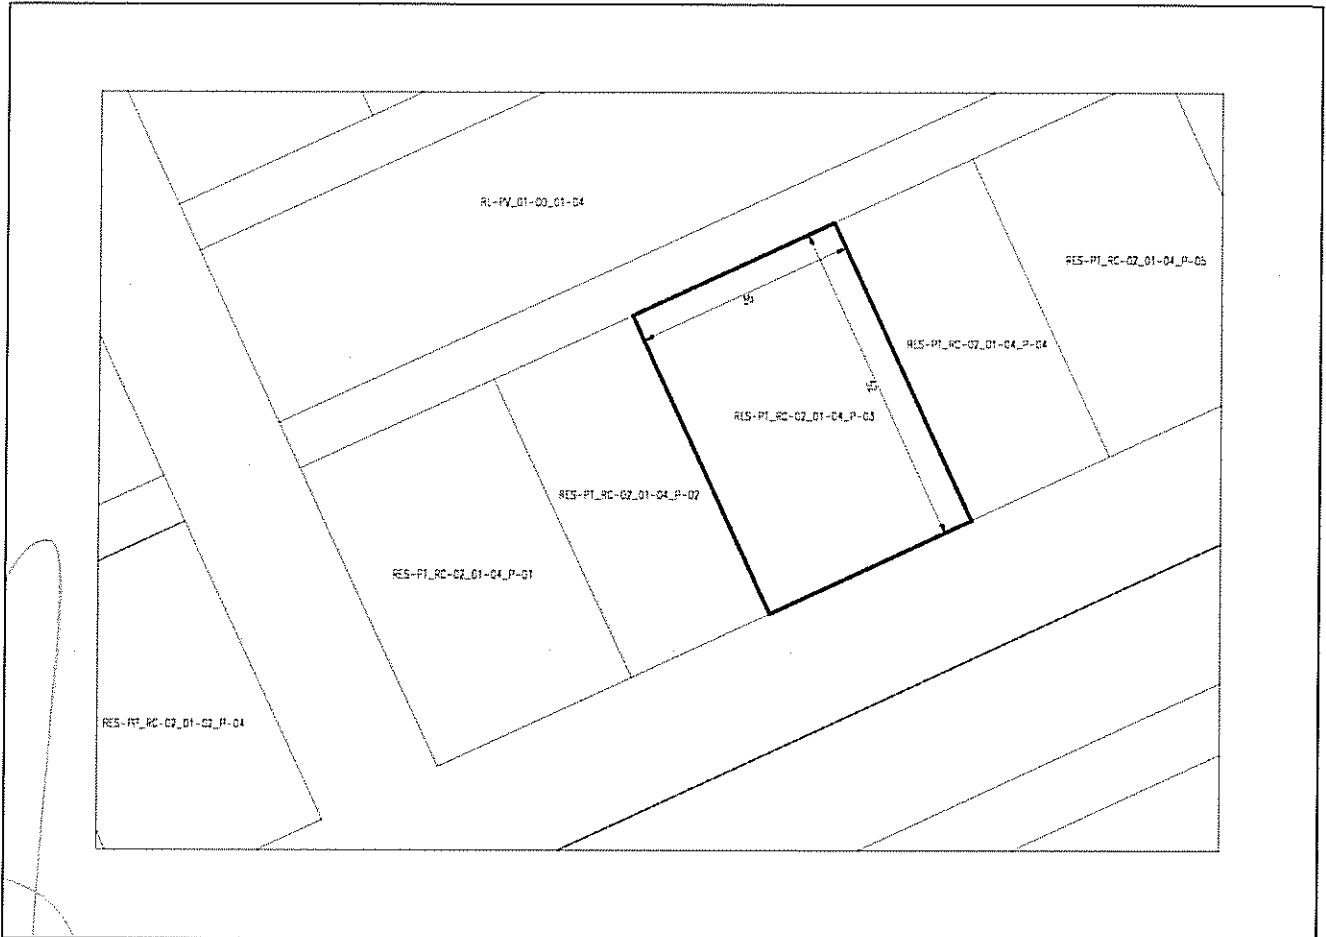 RL-PV_01-00_01-04
RES-PT_RC-02_01-04_P-05
RES-PT_RC-02_01-04_P-04
RES-PT_RC-02_01-04_P-03
RES-PT_RC-02_01-04_P-02
RES-PT_RC-02_01-04_P-01
RES-PT_RC-02_01-02_P-04